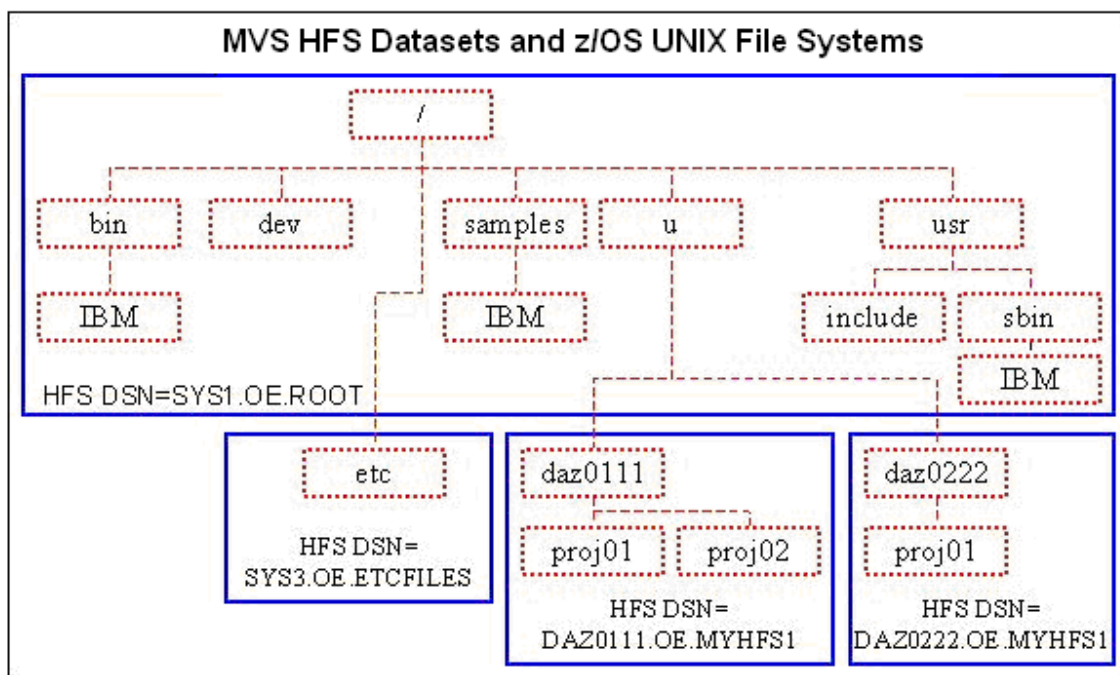 MVS HFS Datasets and z/OS UNIX File Systems
/
bin
dev
samples
u
usr
IBM
IBM
include
sbin
IBM
HFS DSN=SYS1.OE.ROOT
etc
HFS DSN=
SYS3.OE.ETCFILES
daz0111
proj01
proj02
HFS DSN=
DAZ0111.OE.MYHFS1
daz0222
proj01
HFS DSN=
DAZ0222.OE.MYHFS1